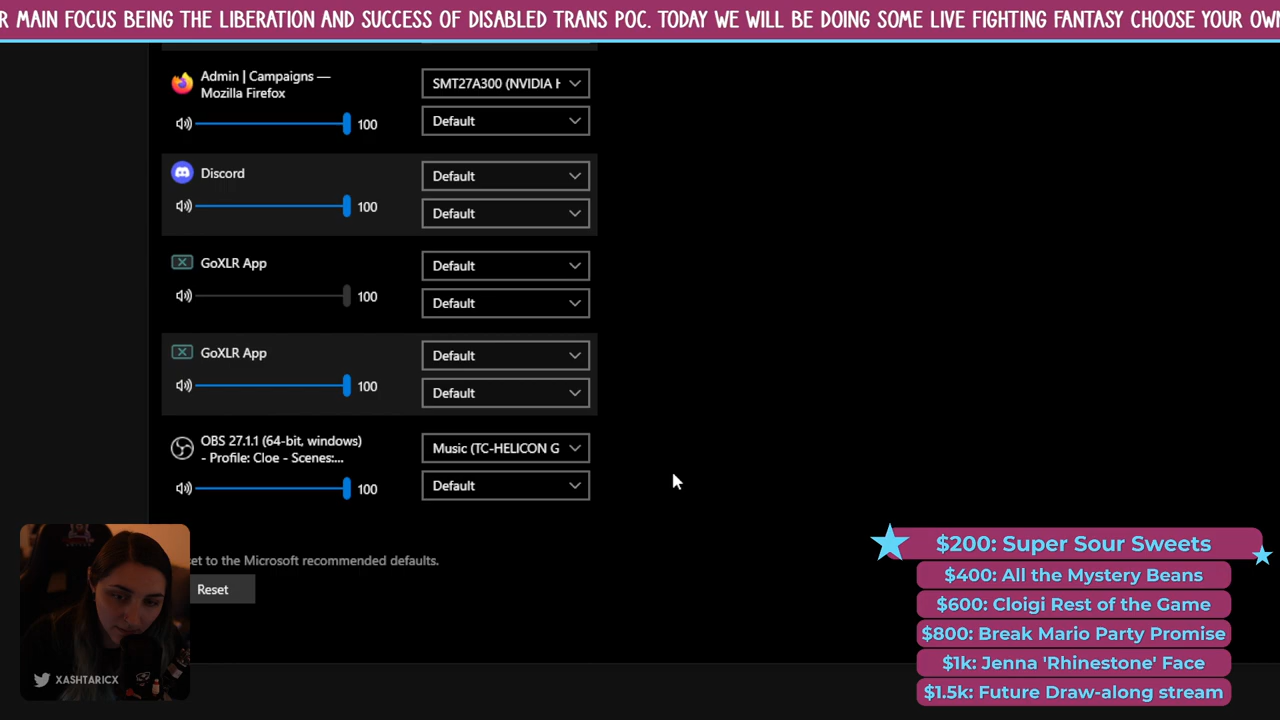 R MAIN FOCUS BEING THE LIBERATION AND SUCCESS OF DISABLED TRANS POC. TODAY WE WILL BE DOING SOME LIVE FIGHTING FANTASY CHOOSE YOUR OWN
Admin | Campaigns —
Mozilla Firefox
SMT27A300 (NVIDIA H
100
Default
Discord
Default
100
Default
GoXLR App
Default
100
Default
GoXLR App
Default
100
Default
OBS 27.1.1 (64-bit, windows)
- Profile: Cloe - Scenes:...
Music (TC-HELICON G
100
Default
et to the Microsoft recommended defaults.
Reset
XASHTARICX
$200: Super Sour Sweets
$400: All the Mystery Beans
$600: Cloigi Rest of the Game
$800: Break Mario Party Promise
$1k: Jenna 'Rhinestone' Face
$1.5k: Future Draw-along stream